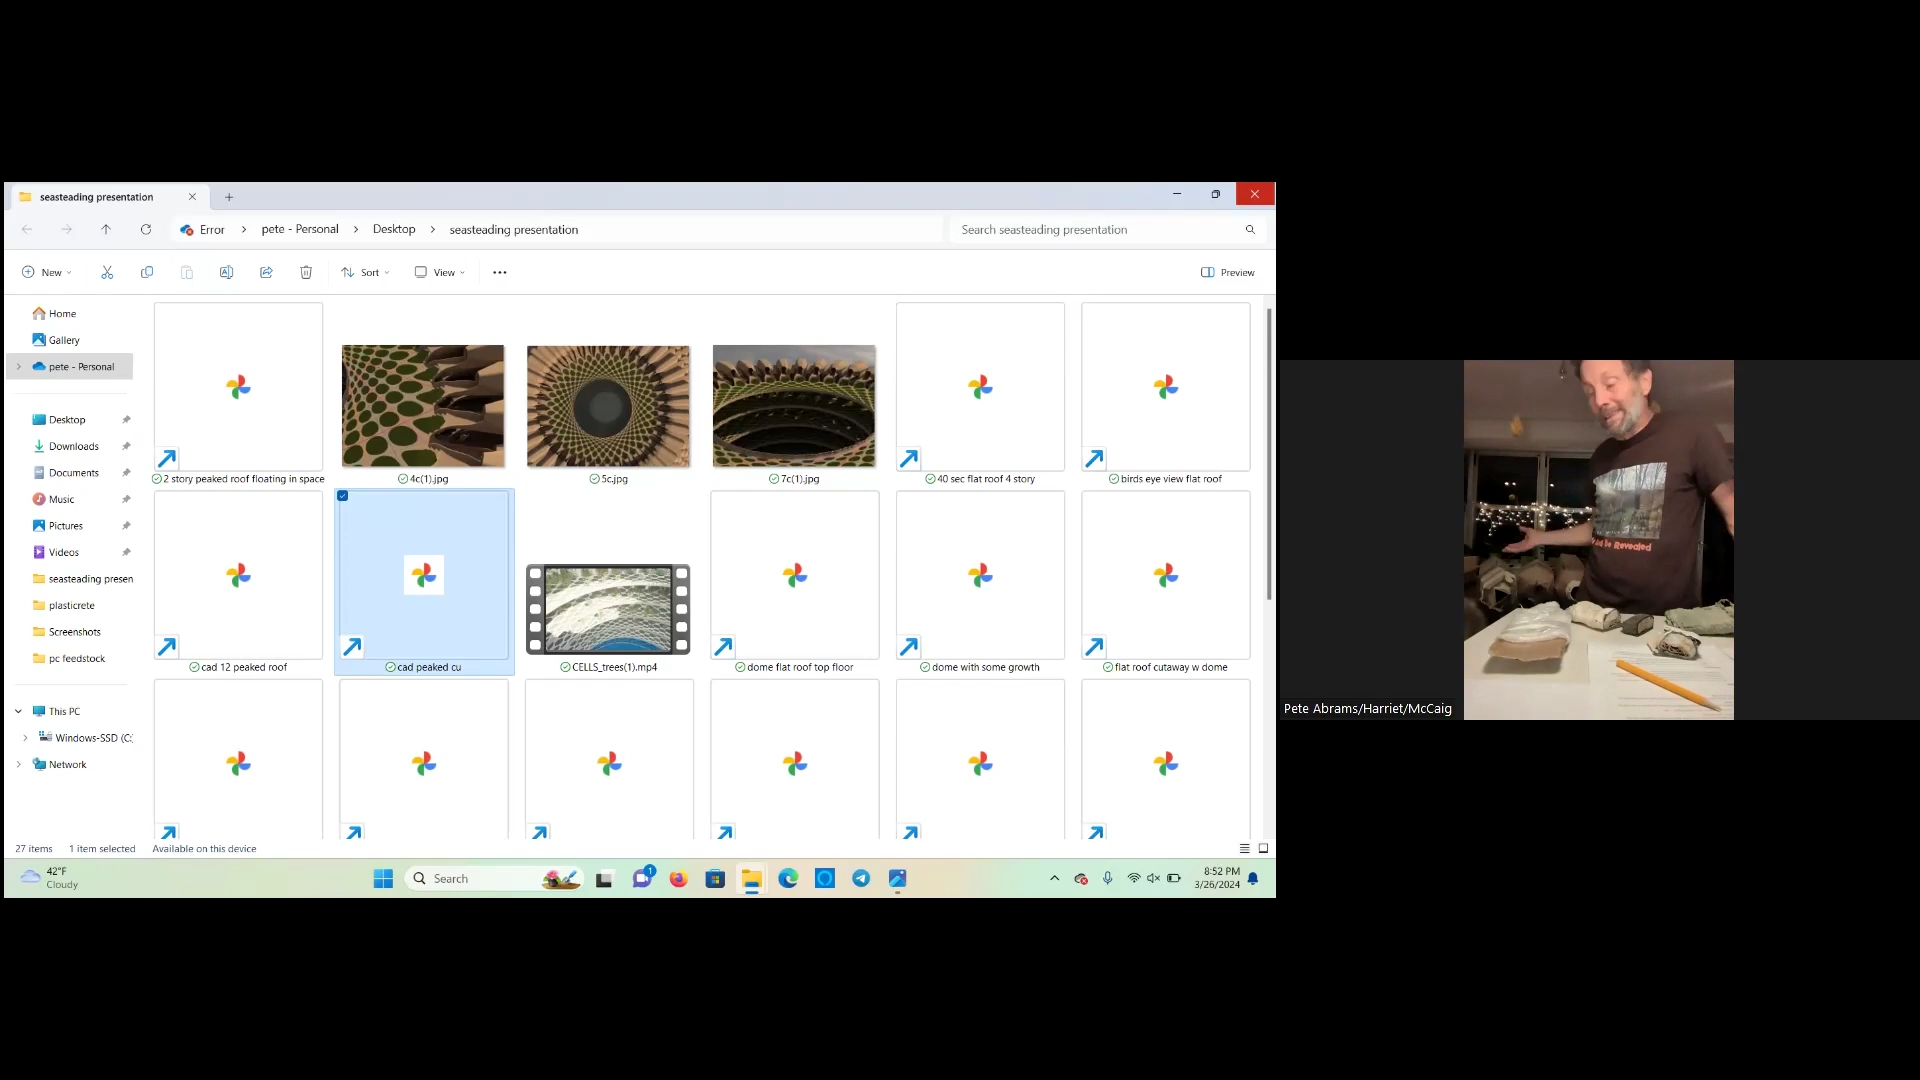 seasteading presentation
Error > pete - Personal > Desktop > seasteading presentation
Search seasteading presentation
New
Sort
View
Preview
Home
Gallery
pete - Personal
Desktop
Downloads
Documents
Music
Pictures
Videos
seasteading presen
plasticrete
Screenshots
pc feedstock
This PC
Windows-SSD (C:
Network
2 story peaked roof floating in space
4c(1).jpg
5c.jpg
7c(1).jpg
40 sec flat roof 4 story
birds eye view flat roof
cad 12 peaked roof
cad peaked cu
CELLS_trees(1).mp4
dome flat roof top floor
dome with some growth
flat roof cutaway w dome
27 items 1 item selected Available on this device
42°F
Cloudy
Search
1
8:52 PM
3/26/2024
Be Revealed
Pete Abrams/Harriet/McCaig